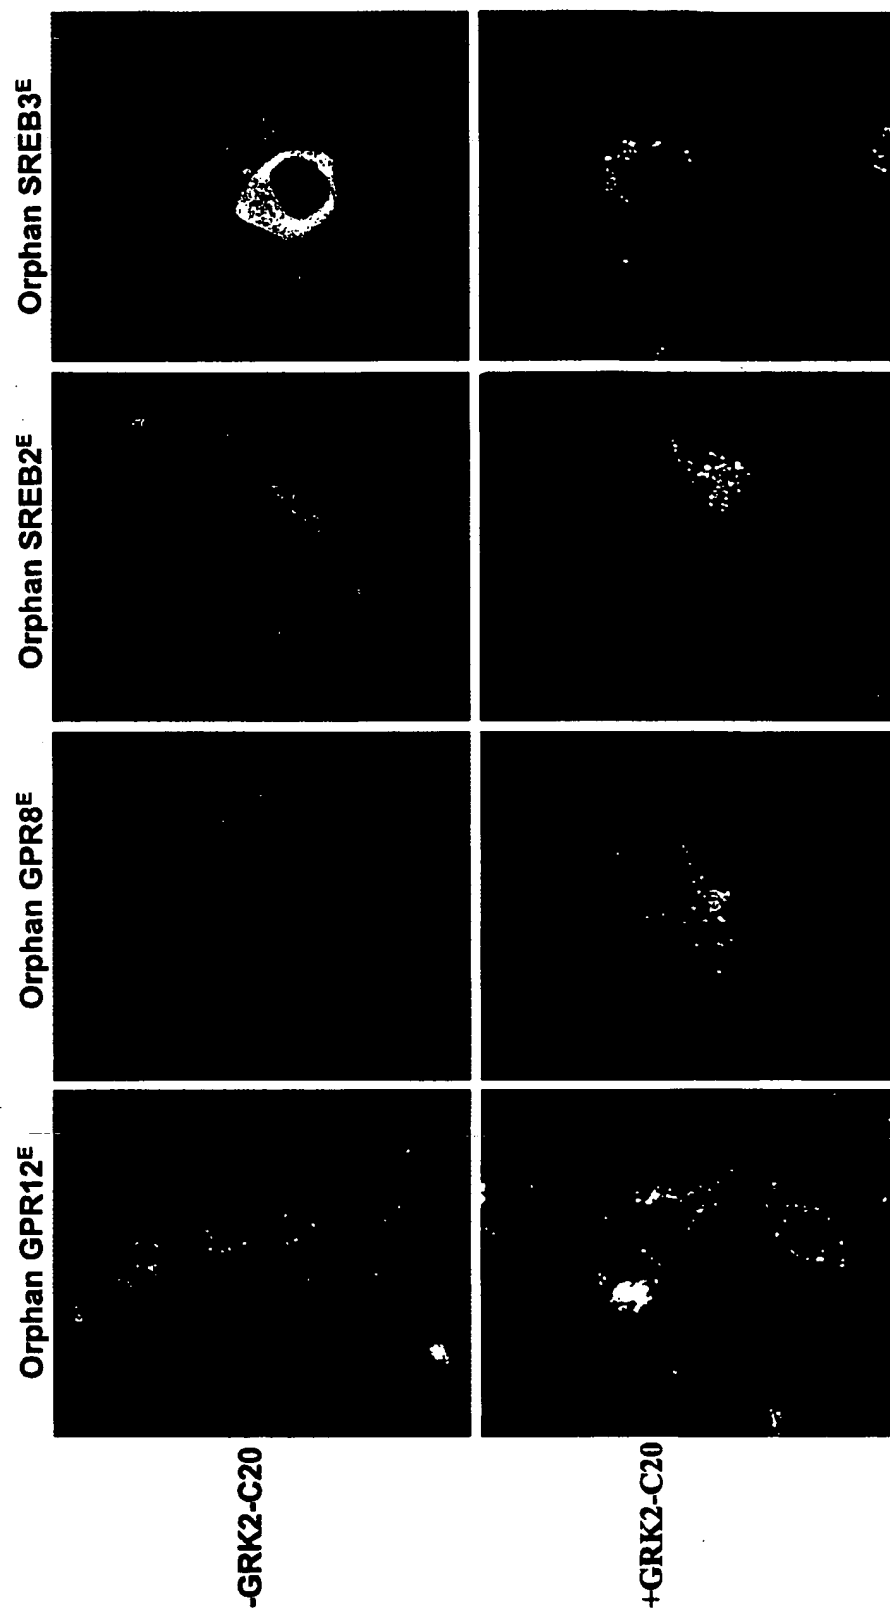 Orphan GPR12ᴱ
Orphan GPR8ᴱ
Orphan SREB2ᴱ
Orphan SREB3ᴱ
-GRK2-C20
+GRK2-C20